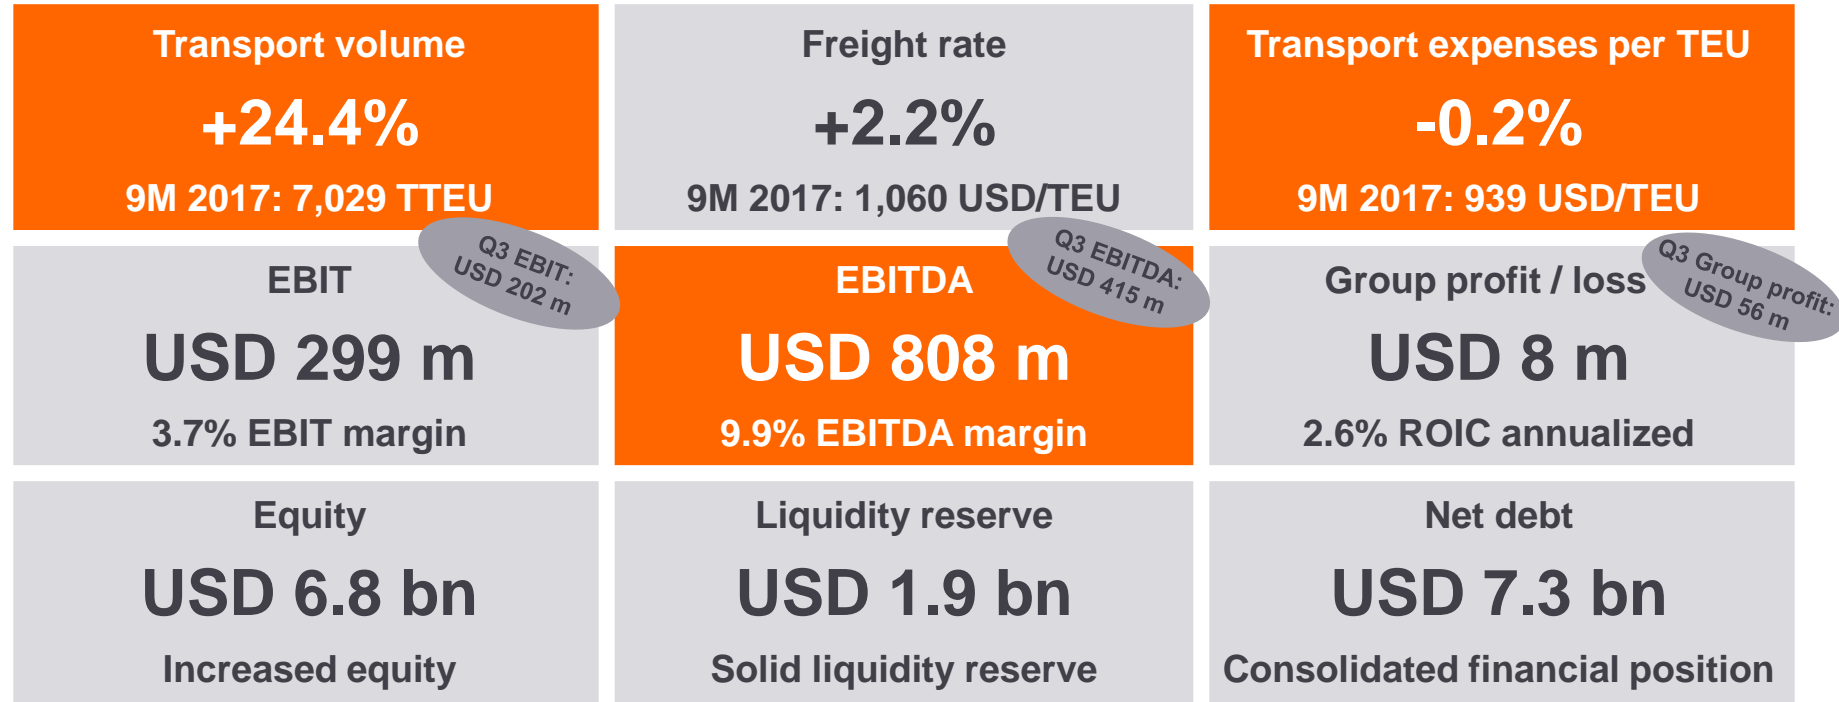 Transport volume
+24.4%
9M 2017: 7,029 TTEU
Freight rate
+2.2%
9M 2017: 1,060 USD/TEU
Transport expenses per TEU
-0.2%
9M 2017: 939 USD/TEU
EBIT
Q3 EBIT:
USD 202 m
USD 299 m
3.7% EBIT margin
EBITDA
Q3 EBITDA:
USD 415 m
USD 808 m
9.9% EBITDA margin
Group profit / loss
Q3 Group profit:
USD 56 m
USD 8 m
2.6% ROIC annualized
Equity
USD 6.8 bn
Increased equity
Liquidity reserve
USD 1.9 bn
Solid liquidity reserve
Net debt
USD 7.3 bn
Consolidated financial position